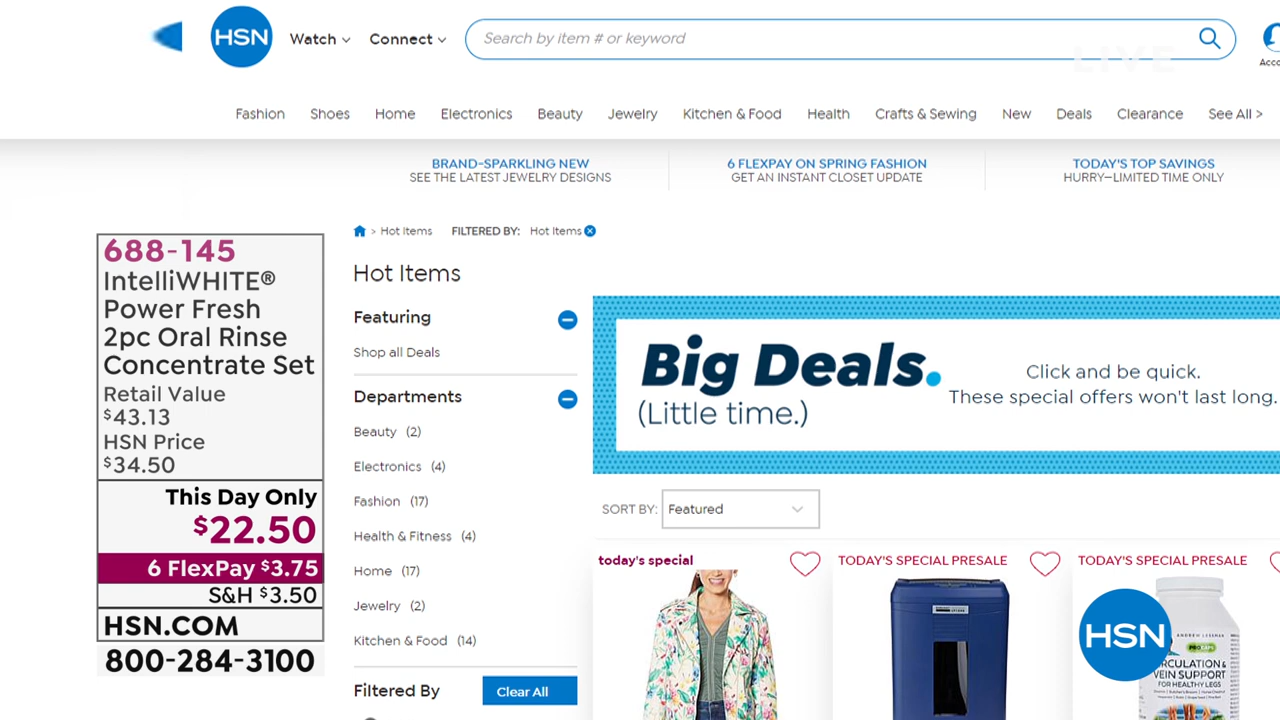 HSN
Watch
Connect
Search by item # or keyword
LIVE
Fashion
Shoes
Home
Electronics
Beauty
Jewelry
Kitchen & Food
Health
Crafts & Sewing
New
Deals
Clearance
See All >
BRAND-SPARKLING NEW
SEE THE LATEST JEWELRY DESIGNS
6 FLEXPAY ON SPRING FASHION
GET AN INSTANT CLOSET UPDATE
TODAY'S TOP SAVINGS
HURRY—LIMITED TIME ONLY
688-145
IntelliWHITE®
Power Fresh
2pc Oral Rinse
Concentrate Set
Retail Value
$43.13
HSN Price
$34.50
This Day Only
$22.50
6 FlexPay $3.75
S&H $3.50
HSN.COM
800-284-3100
> Hot Items FILTERED BY: Hot Items
Hot Items
Featuring
Shop all Deals
Departments
Beauty (2)
Electronics (4)
Fashion (17)
Health & Fitness (4)
Home (17)
Jewelry (2)
Kitchen & Food (14)
Filtered By
Clear All
Big Deals.
(Little time.)
Click and be quick.
These special offers won't last long.
SORT BY: Featured
today's special
TODAY'S SPECIAL PRESALE
TODAY'S SPECIAL PRESALE
HSN
ANDREW LESSMAN
PROCAPS
VEIN SUPPORT
FOR HEALTHY LEGS